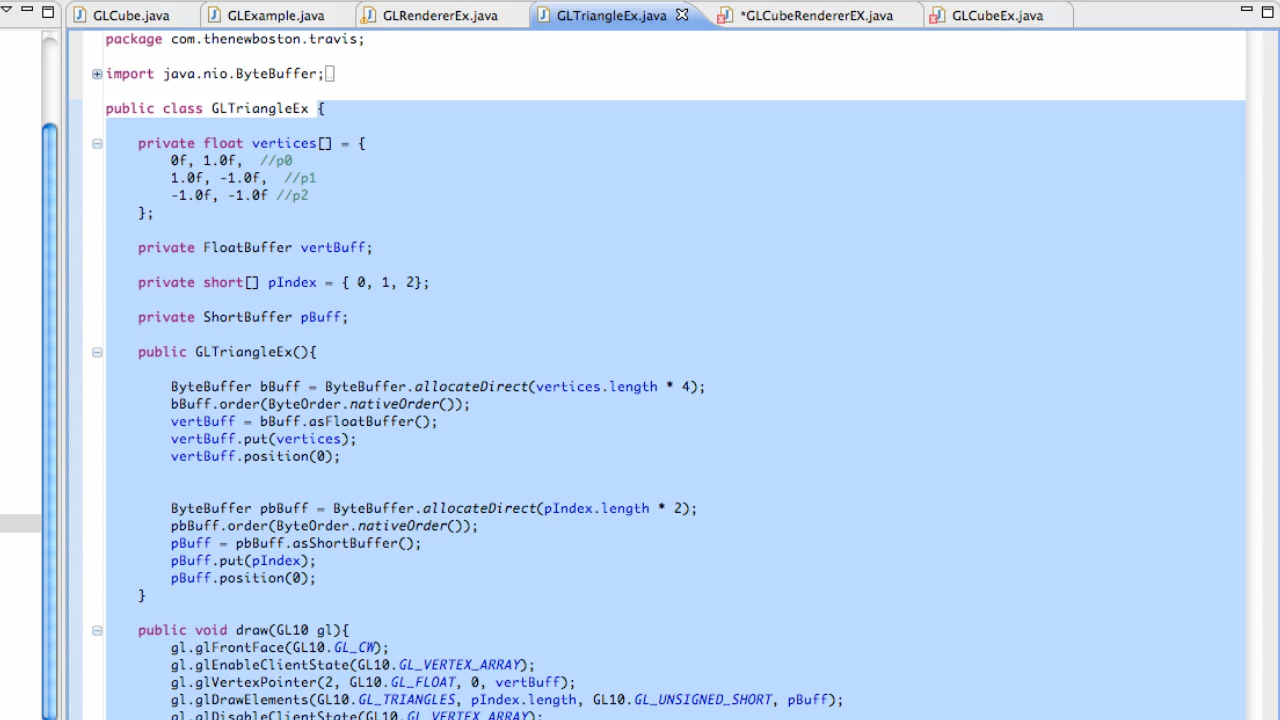 GLCube.java GLExample.java GLRendererEx.java GLTriangleEx.java *GLCubeRendererEX.java GLCubeEx.java
package com.thenewboston.travis;
import java.nio.ByteBuffer;
public class GLTriangleEx {
private float vertices[] = {
0f, 1.0f, //p0
1.0f, -1.0f, //p1
-1.0f, -1.0f //p2
};
private FloatBuffer vertBuff;
private short[] pIndex = { 0, 1, 2};
private ShortBuffer pBuff;
public GLTriangleEx(){
ByteBuffer bBuff = ByteBuffer.allocateDirect(vertices.length * 4);
bBuff.order(ByteOrder.nativeOrder());
vertBuff = bBuff.asFloatBuffer();
vertBuff.put(vertices);
vertBuff.position(0);
ByteBuffer pbBuff = ByteBuffer.allocateDirect(pIndex.length * 2);
pbBuff.order(ByteOrder.nativeOrder());
pBuff = pbBuff.asShortBuffer();
pBuff.put(pIndex);
pBuff.position(0);
}
public void draw(GL10 gl){
gl.glFrontFace(GL10.GL_CW);
gl.glEnableClientState(GL10.GL_VERTEX_ARRAY);
gl.glVertexPointer(2, GL10.GL_FLOAT, 0, vertBuff);
gl.glDrawElements(GL10.GL_TRIANGLES, pIndex.length, GL10.GL_UNSIGNED_SHORT, pBuff);
gl.glDisableClientState(GL10.GL_VERTEX_ARRAY);